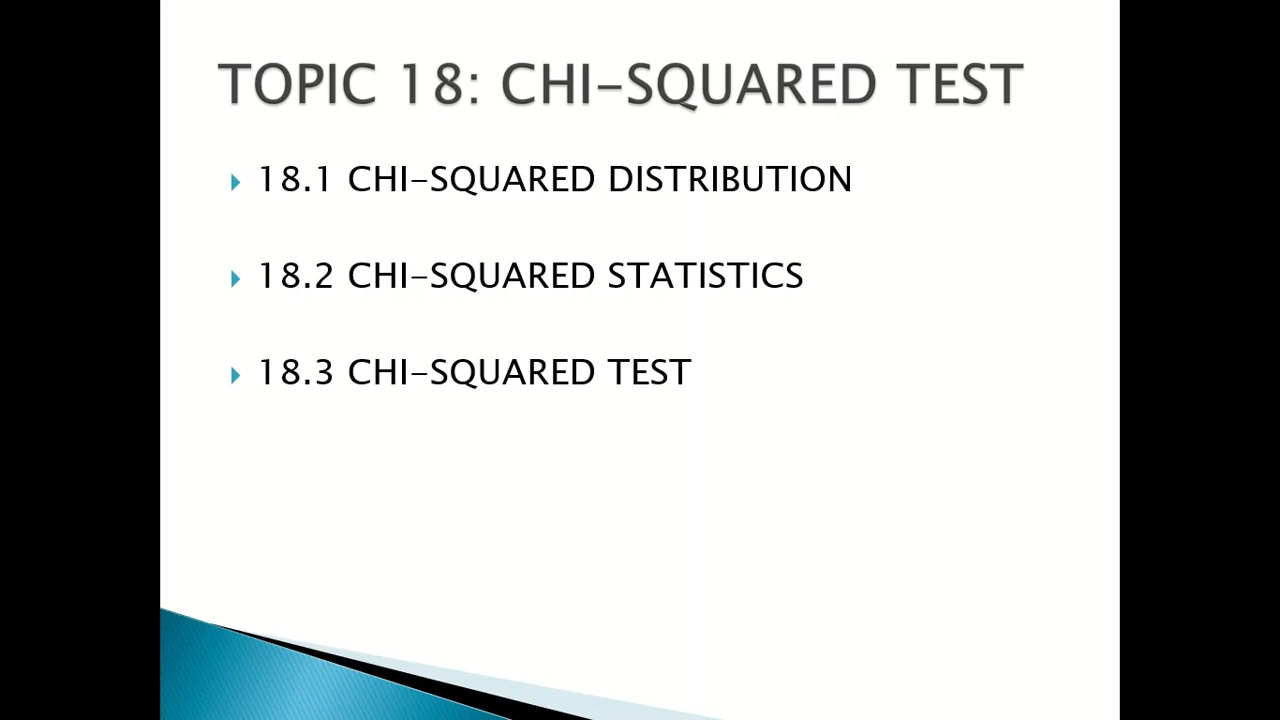 TOPIC 18: CHI-SQUARED TEST
18.1 CHI-SQUARED DISTRIBUTION
18.2 CHI-SQUARED STATISTICS
18.3 CHI-SQUARED TEST